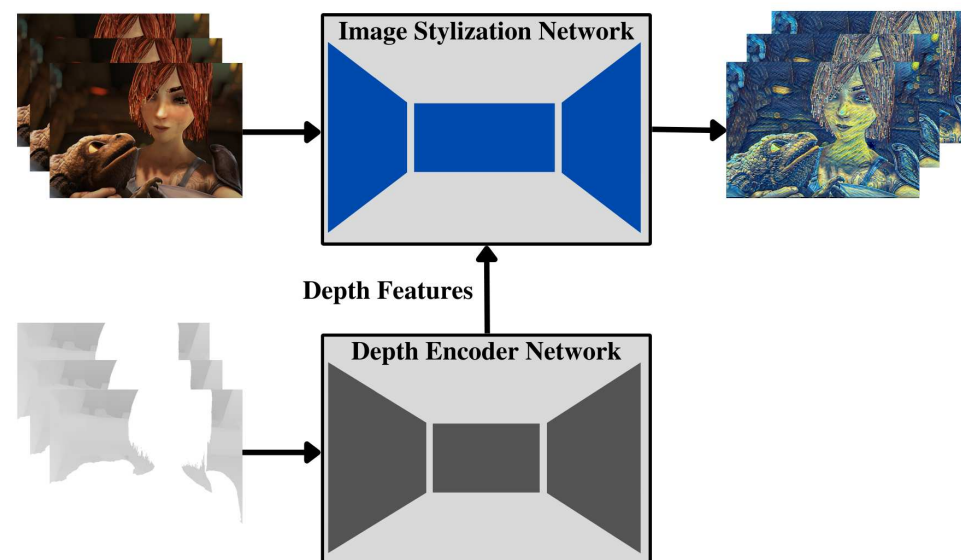 Image Stylization Network
Depth Features
Depth Encoder Network